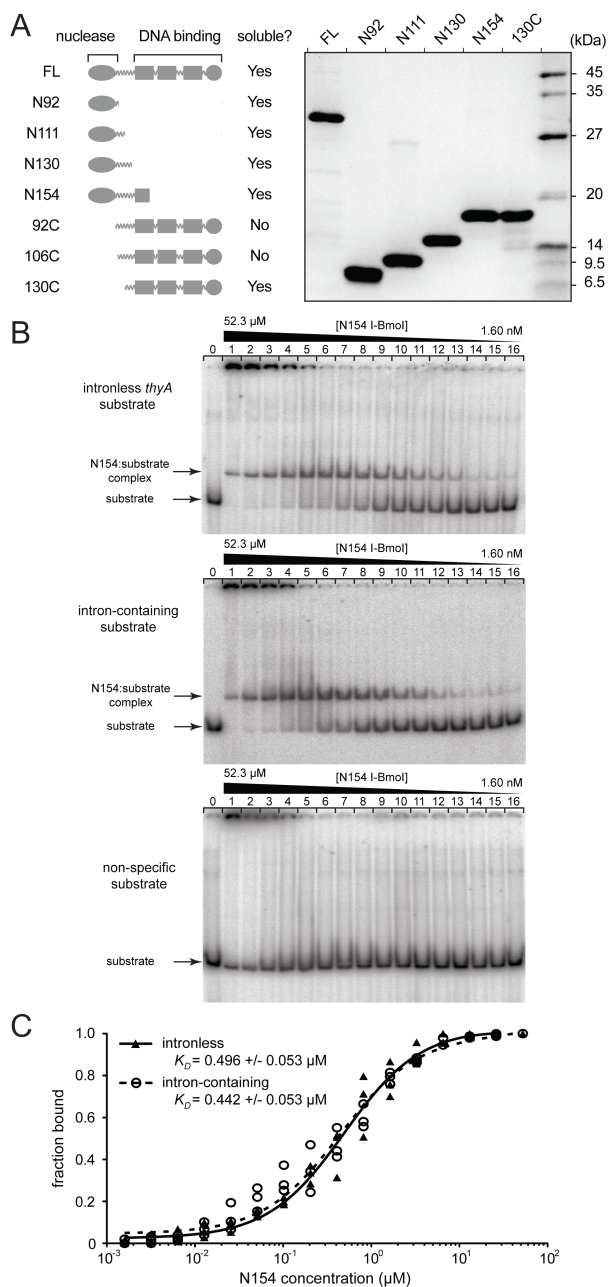 A
nuclease DNA binding soluble?
FL Yes
N92 Yes
N111 Yes
N130 Yes
N154 Yes
92C No
106C No
130C Yes
FL N92 N111 N130 N154 130C (kDa)
45
35
27
20
14
9.5
6.5
B
52.3 µM [N154 I-BmoI] 1.60 nM
0 1 2 3 4 5 6 7 8 9 10 11 12 13 14 15 16
intronless thyA
substrate
N154:substrate
complex
substrate
52.3 µM [N154 I-BmoI] 1.60 nM
0 1 2 3 4 5 6 7 8 9 10 11 12 13 14 15 16
intron-containing
substrate
N154:substrate
complex
substrate
52.3 µM [N154 I-BmoI] 1.60 nM
0 1 2 3 4 5 6 7 8 9 10 11 12 13 14 15 16
non-specific
substrate
substrate
C
intronless
KD = 0.496 +/- 0.053 µM
intron-containing
KD = 0.442 +/- 0.053 µM
fraction bound
1.0
0.8
0.6
0.4
0.2
0
10-3 10-2 10-1 100 101 102
N154 concentration (µM)